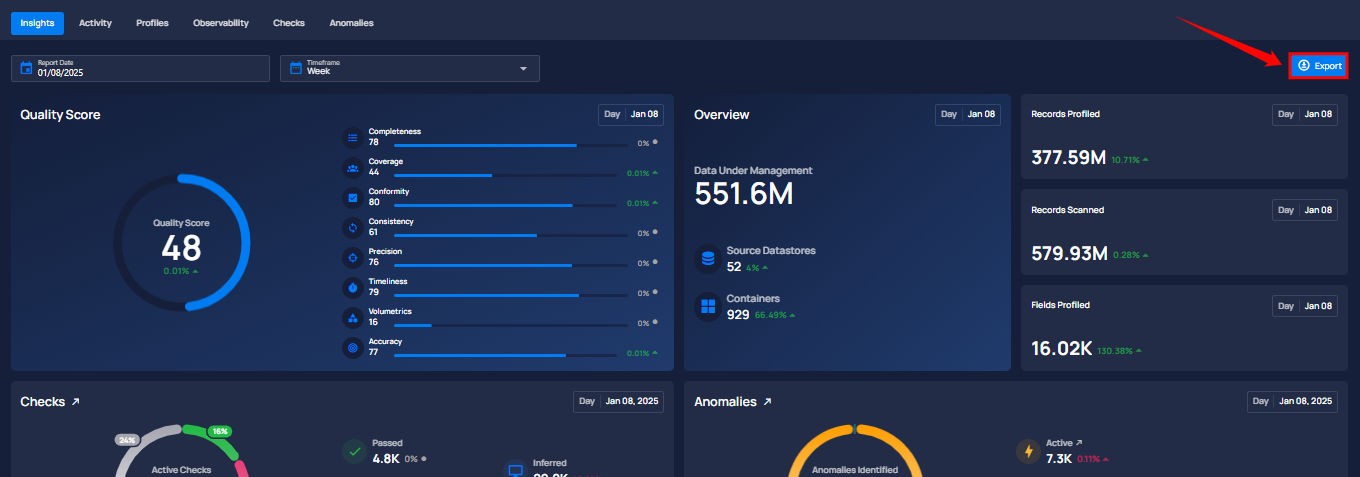 Insights Activity Profiles Observability Checks Anomalies
Report Date
01/08/2025
Timeframe
Week
Export
Quality Score
Day Jan 08
Quality Score
48
0.01%
Completeness
78
0%
Coverage
44
0.01%
Conformity
80
0.01%
Consistency
61
0%
Precision
76
0%
Timeliness
79
0%
Volumetrics
16
0%
Accuracy
77
0.01%
Overview
Day Jan 08
Data Under Management
551.6M
Source Datastores
52 4%
Containers
929 66.49%
Records Profiled
Day Jan 08
377.59M 10.71%
Records Scanned
Day Jan 08
579.93M 0.28%
Fields Profiled
Day Jan 08
16.02K 130.38%
Checks
Day Jan 08, 2025
24%
16%
Active Checks
Passed
4.8K 0%
Inferred
Anomalies
Day Jan 08, 2025
Anomalies Identified
Active
7.3K 0.11%